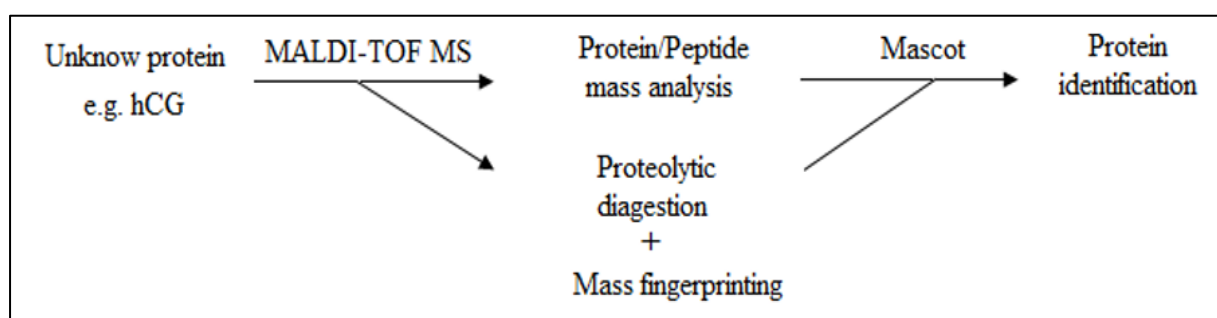 Unknow protein
e.g. hCG
MALDI-TOF MS
Protein/Peptide
mass analysis
Mascot
Protein
identification
Proteolytic
diagestion
+
Mass fingerprinting